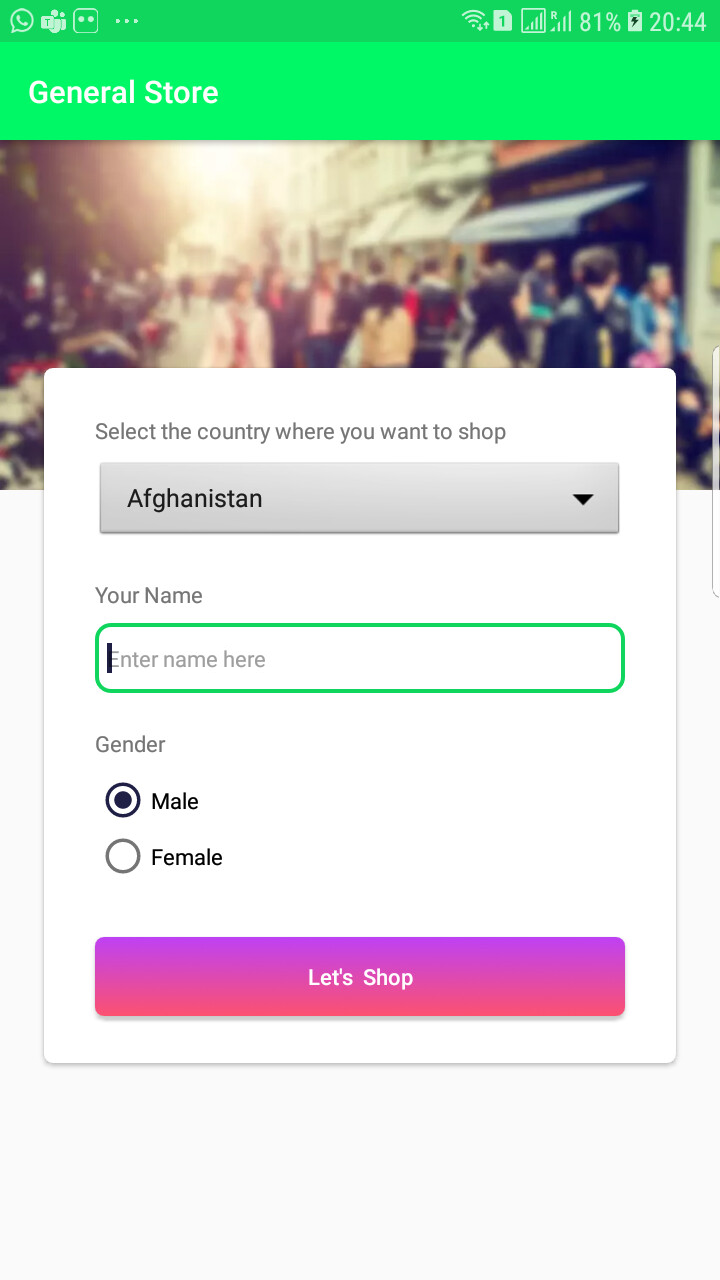 81% 20:44
General Store
Select the country where you want to shop
Afghanistan
Your Name
Enter name here
Gender
Male
Female
Let's Shop